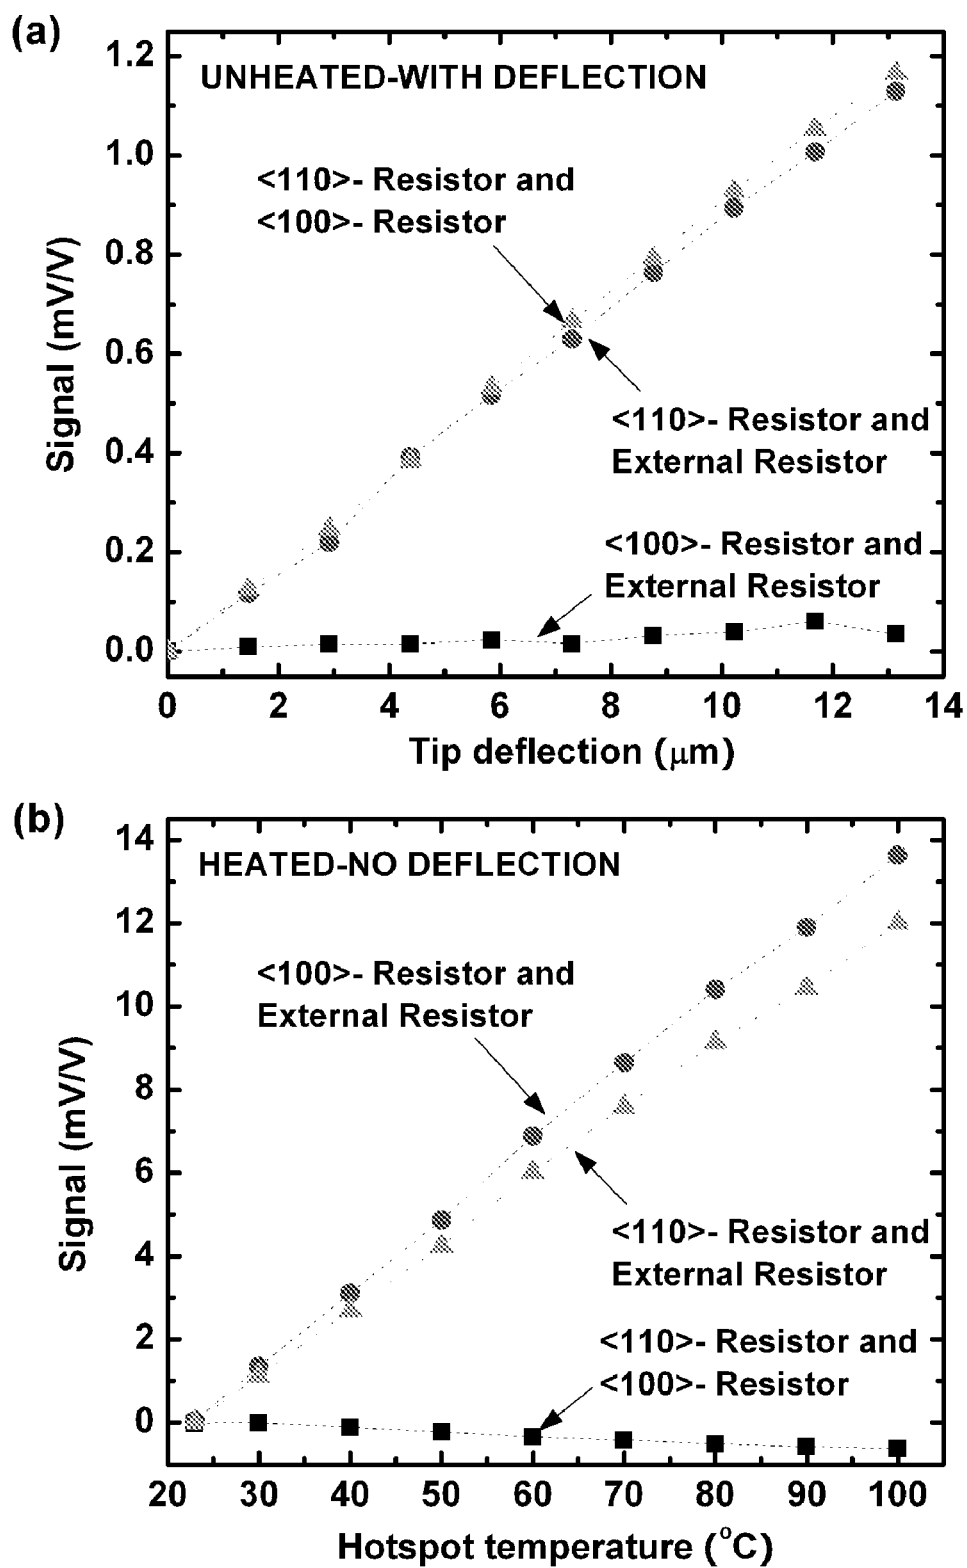 (a)
UNHEATED-WITH DEFLECTION
<110>- Resistor and
<100>- Resistor
<110>- Resistor and
External Resistor
<100>- Resistor and
External Resistor
Signal (mV/V)
1.2
1.0
0.8
0.6
0.4
0.2
0.0
0 2 4 6 8 10 12 14
Tip deflection (μm)
(b)
HEATED-NO DEFLECTION
<100>- Resistor and
External Resistor
<110>- Resistor and
External Resistor
<110>- Resistor and
<100>- Resistor
Signal (mV/V)
14
12
10
8
6
4
2
0
20 30 40 50 60 70 80 90 100
Hotspot temperature (°C)